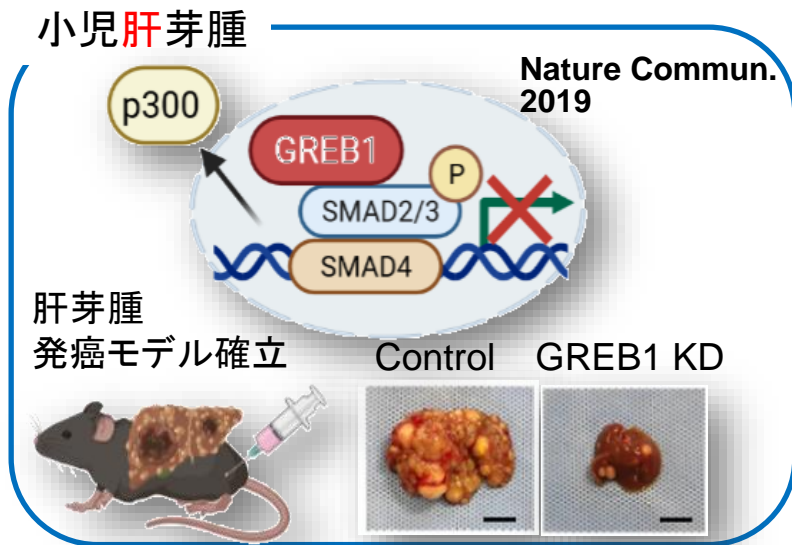 小児肝芽腫
Nature Commun.
2019
p300
GREB1
P
SMAD2/3
SMAD4
肝芽腫
発癌モデル確立
Control
GREB1 KD